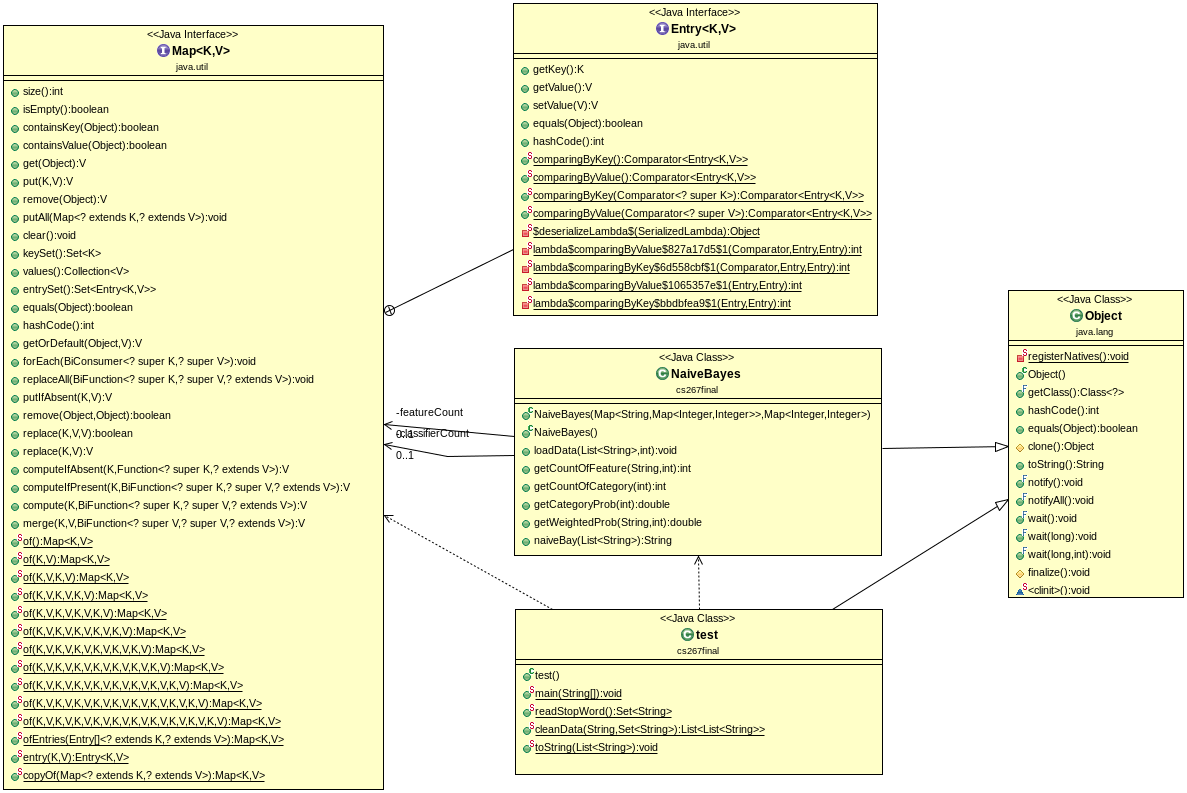 <<Java Interface>>
Map<K,V>
java.util
size():int
isEmpty():boolean
containsKey(Object):boolean
containsValue(Object):boolean
get(Object):V
put(K,V):V
remove(Object):V
putAll(Map<? extends K,? extends V>):void
clear():void
keySet():Set<K>
values():Collection<V>
entrySet():Set<Entry<K,V>>
equals(Object):boolean
hashCode():int
getOrDefault(Object,V):V
forEach(BiConsumer<? super K,? super V>):void
replaceAll(BiFunction<? super K,? super V,? extends V>):void
putIfAbsent(K,V):V
remove(Object,Object):boolean
replace(K,V,V):boolean
replace(K,V):V
computeIfAbsent(K,Function<? super K,? extends V>):V
computeIfPresent(K,BiFunction<? super K,? super V,? extends V>):V
compute(K,BiFunction<? super K,? super V,? extends V>):V
merge(K,V,BiFunction<? super V,? super V,? extends V>):V
of():Map<K,V>
of(K,V):Map<K,V>
of(K,V,K,V):Map<K,V>
of(K,V,K,V,K,V):Map<K,V>
of(K,V,K,V,K,V,K,V):Map<K,V>
of(K,V,K,V,K,V,K,V,K,V):Map<K,V>
of(K,V,K,V,K,V,K,V,K,V,K,V):Map<K,V>
of(K,V,K,V,K,V,K,V,K,V,K,V,K,V):Map<K,V>
of(K,V,K,V,K,V,K,V,K,V,K,V,K,V,K,V):Map<K,V>
of(K,V,K,V,K,V,K,V,K,V,K,V,K,V,K,V,K,V):Map<K,V>
of(K,V,K,V,K,V,K,V,K,V,K,V,K,V,K,V,K,V,K,V):Map<K,V>
ofEntries(Entry[]<? extends K,? extends V>):Map<K,V>
entry(K,V):Entry<K,V>
copyOf(Map<? extends K,? extends V>):Map<K,V>
<<Java Interface>>
Entry<K,V>
java.util
getKey():K
getValue():V
setValue(V):V
equals(Object):boolean
hashCode():int
comparingByKey():Comparator<Entry<K,V>>
comparingByValue():Comparator<Entry<K,V>>
comparingByKey(Comparator<? super K>):Comparator<Entry<K,V>>
comparingByValue(Comparator<? super V>):Comparator<Entry<K,V>>
$deserializeLambda$(SerializedLambda):Object
lambda$comparingByValue$827a17d5$1(Comparator,Entry,Entry):int
lambda$comparingByKey$6d558cbf$1(Comparator,Entry,Entry):int
lambda$comparingByValue$1065357e$1(Entry,Entry):int
lambda$comparingByKey$bbdbfea9$1(Entry,Entry):int
-featureCount
0..1
-classifierCount
0..1
<<Java Class>>
NaiveBayes
cs267final
NaiveBayes(Map<String,Map<Integer,Integer>>,Map<Integer,Integer>)
NaiveBayes()
loadData(List<String>,int):void
getCountOfFeature(String,int):int
getCountOfCategory(int):int
getCategoryProb(int):double
getWeightedProb(String,int):double
naiveBay(List<String>):String
<<Java Class>>
test
cs267final
test()
main(String[]):void
readStopWord():Set<String>
cleanData(String,Set<String>):List<List<String>>
toString(List<String>):void
<<Java Class>>
Object
java.lang
registerNatives():void
Object()
getClass():Class<?>
hashCode():int
equals(Object):boolean
clone():Object
toString():String
notify():void
notifyAll():void
wait():void
wait(long):void
wait(long,int):void
finalize():void
<clinit>():void